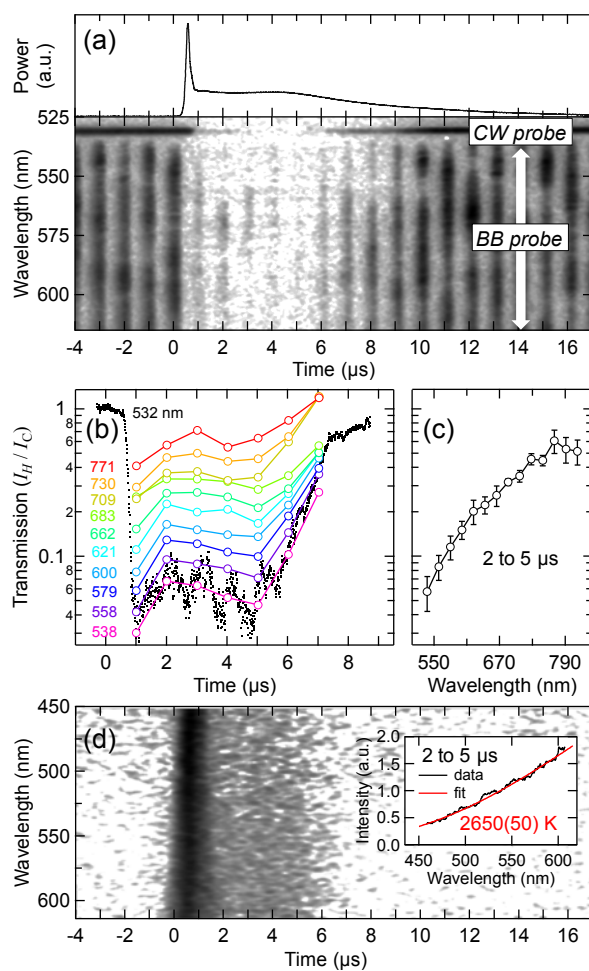 (a)
Power
(a.u.)
525
550
575
600
Wavelength (nm)
CW probe
BB probe
-4 -2 0 2 4 6 8 10 12 14 16
Time (µs)
(b)
532 nm
1
8
6
4
2
0.1
8
6
4
Transmission (I_H / I_C)
771
730
709
683
662
621
600
579
558
538
0 2 4 6 8
Time (µs)
(c)
2 to 5 µs
550 670 790
Wavelength (nm)
(d)
450
500
550
600
Wavelength (nm)
2 to 5 µs
data
fit
2650(50) K
2.0
1.5
1.0
0.5
0.0
Intensity (a.u.)
450 500 550 600
Wavelength (nm)
-4 -2 0 2 4 6 8 10 12 14 16
Time (µs)